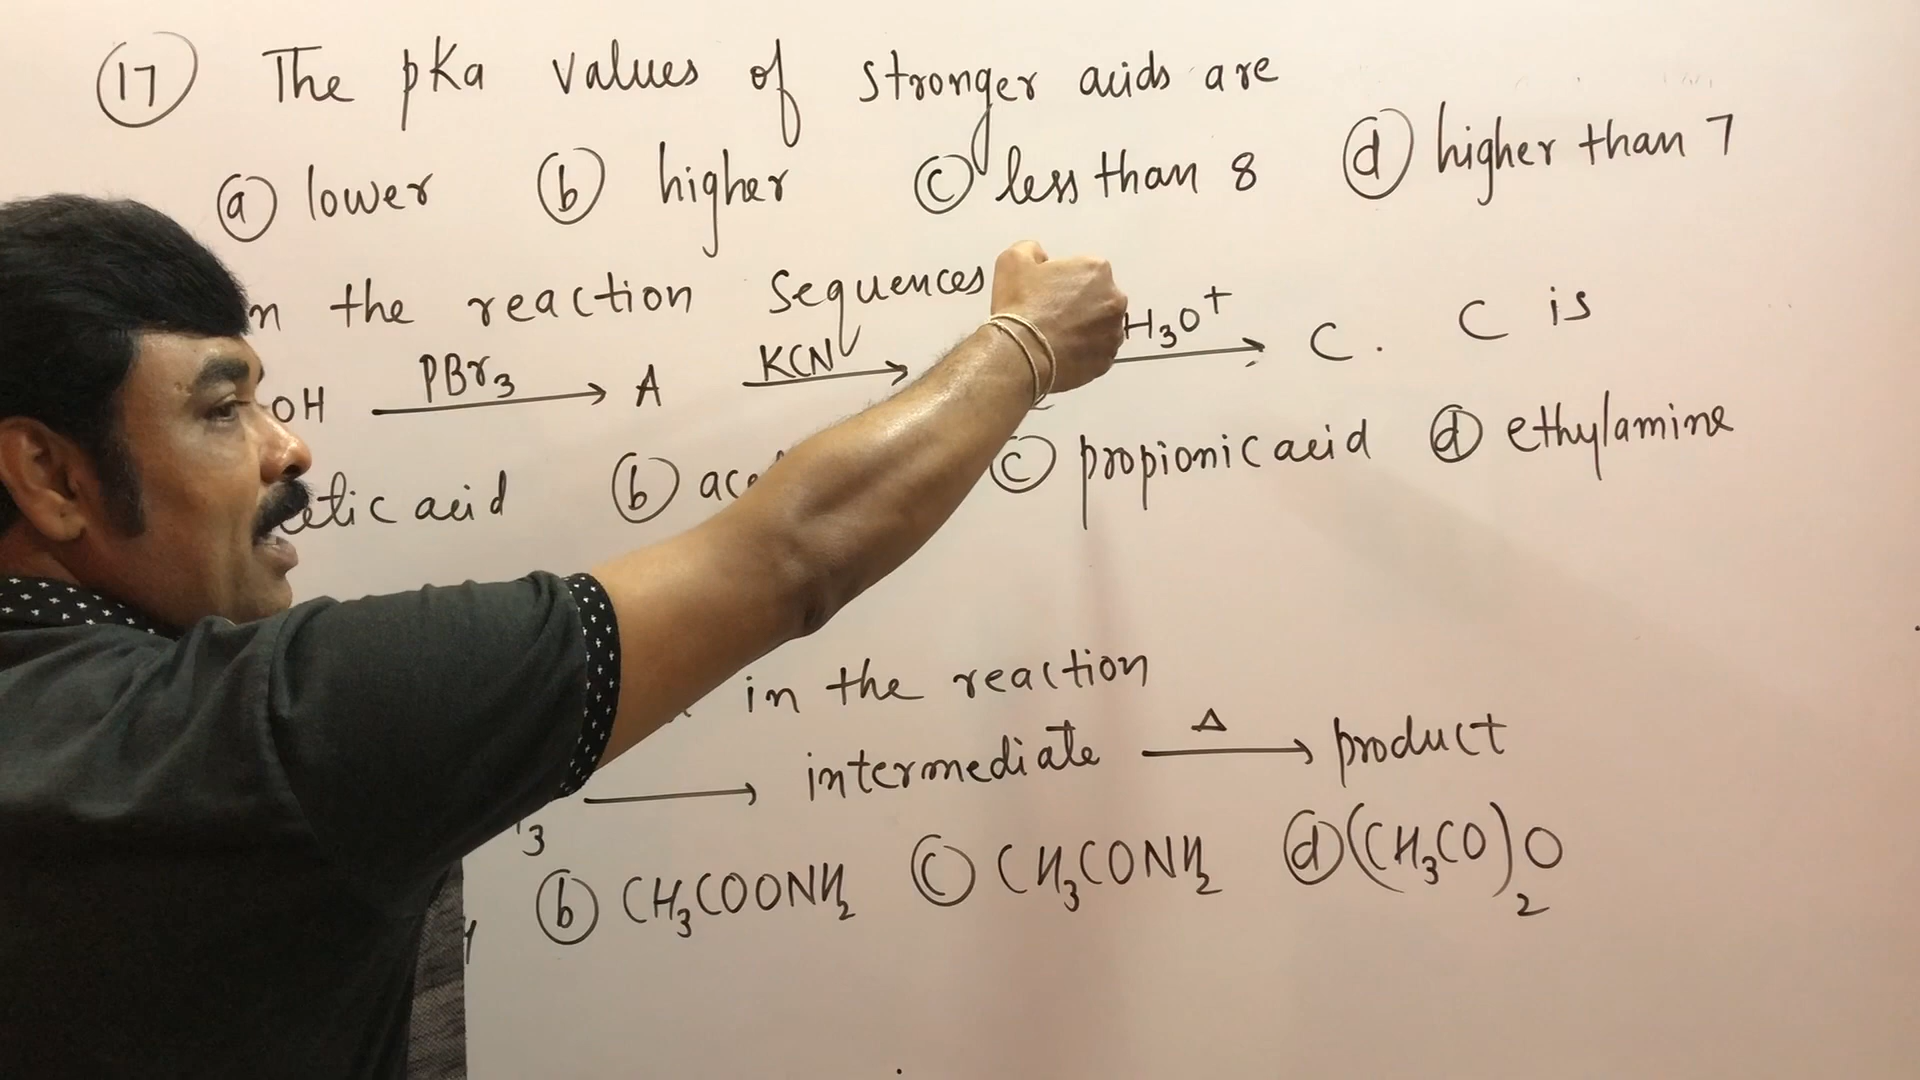 17 The pKa values of stronger acids are
a lower b higher c less than 8 d higher than 7
n the reaction sequences
OH PBr3 → A KCN → H3O+ → C. C is
etic acid b ace c propionic acid d ethylamine
in the reaction
3 → intermediate Δ → product
b CH3COONH2 c CH3CONH2 d (CH3CO)2O